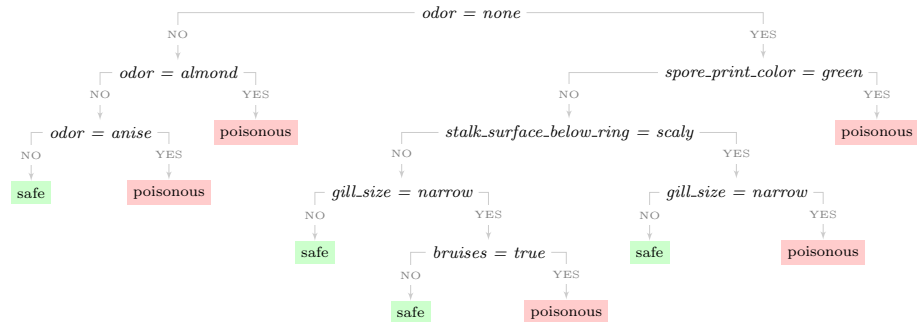 odor = none
NO YES
odor = almond spore_print_color = green
NO YES NO YES
odor = anise poisonous stalk_surface_below_ring = scaly poisonous
NO YES NO YES
safe poisonous gill_size = narrow gill_size = narrow
NO YES NO YES
safe bruises = true safe poisonous
NO YES
safe poisonous